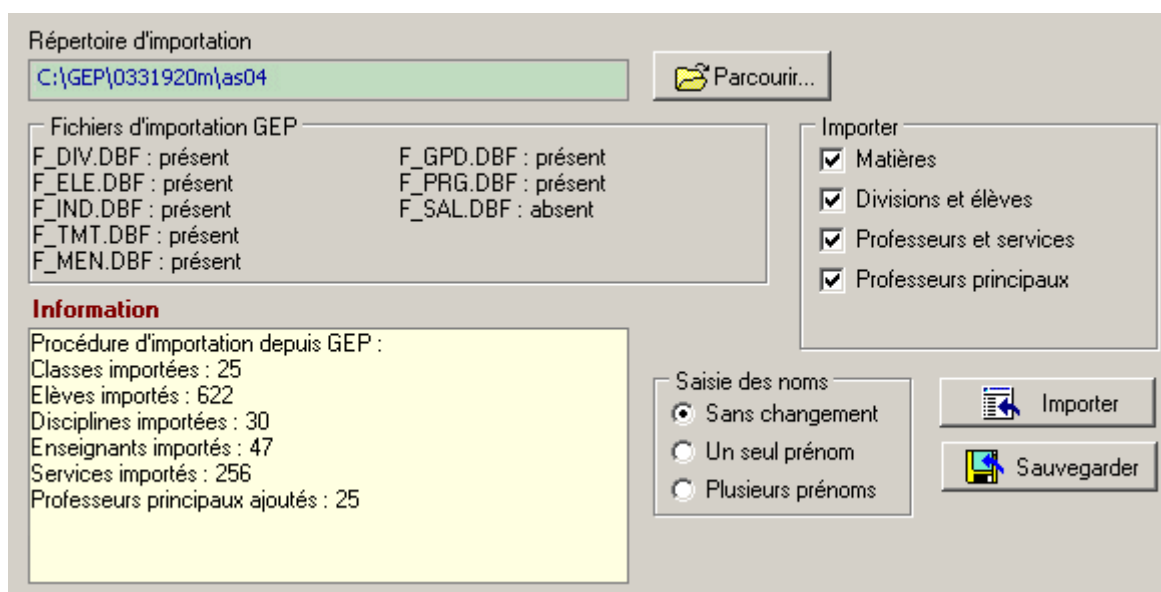 Répertoire d'importation
C:\GEP\0331920m\as04
Parcourir...
Fichiers d'importation GEP
F_DIV.DBF : présent
F_ELE.DBF : présent
F_IND.DBF : présent
F_TMT.DBF : présent
F_MEN.DBF : présent
F_GPD.DBF : présent
F_PRG.DBF : présent
F_SAL.DBF : absent
Importer
Matières
Divisions et élèves
Professeurs et services
Professeurs principaux
Information
Procédure d'importation depuis GEP :
Classes importées : 25
Elèves importés : 622
Disciplines importées : 30
Enseignants importés : 47
Services importés : 256
Professeurs principaux ajoutés : 25
Saisie des noms
Sans changement
Un seul prénom
Plusieurs prénoms
Importer
Sauvegarder